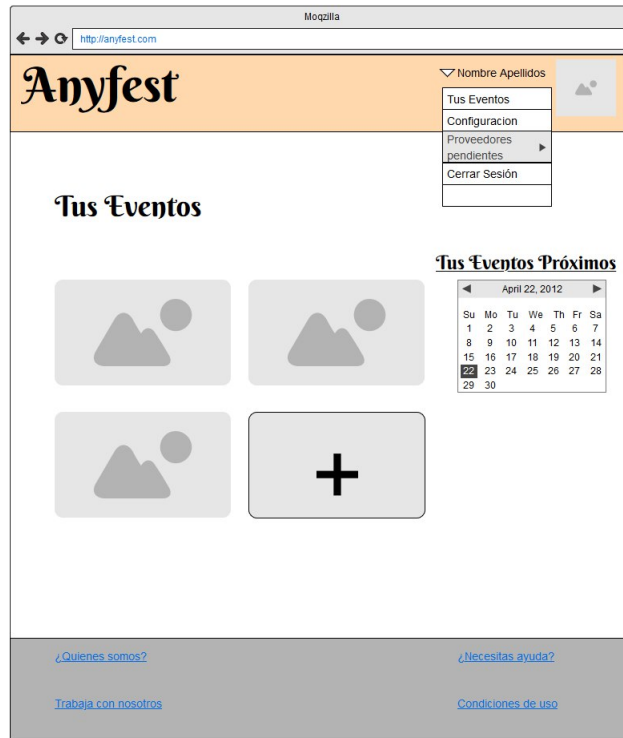 Moqzilla
http://anyfest.com
Anyfest
Nombre Apellidos
Tus Eventos
Configuracion
Proveedores
pendientes
Cerrar Sesión
Tus Eventos
Tus Eventos Próximos
April 22, 2012
Su Mo Tu We Th Fr Sa
1 2 3 4 5 6 7
8 9 10 11 12 13 14
15 16 17 18 19 20 21
22 23 24 25 26 27 28
29 30
+
¿Quienes somos?
¿Necesitas ayuda?
Trabaja con nosotros
Condiciones de uso